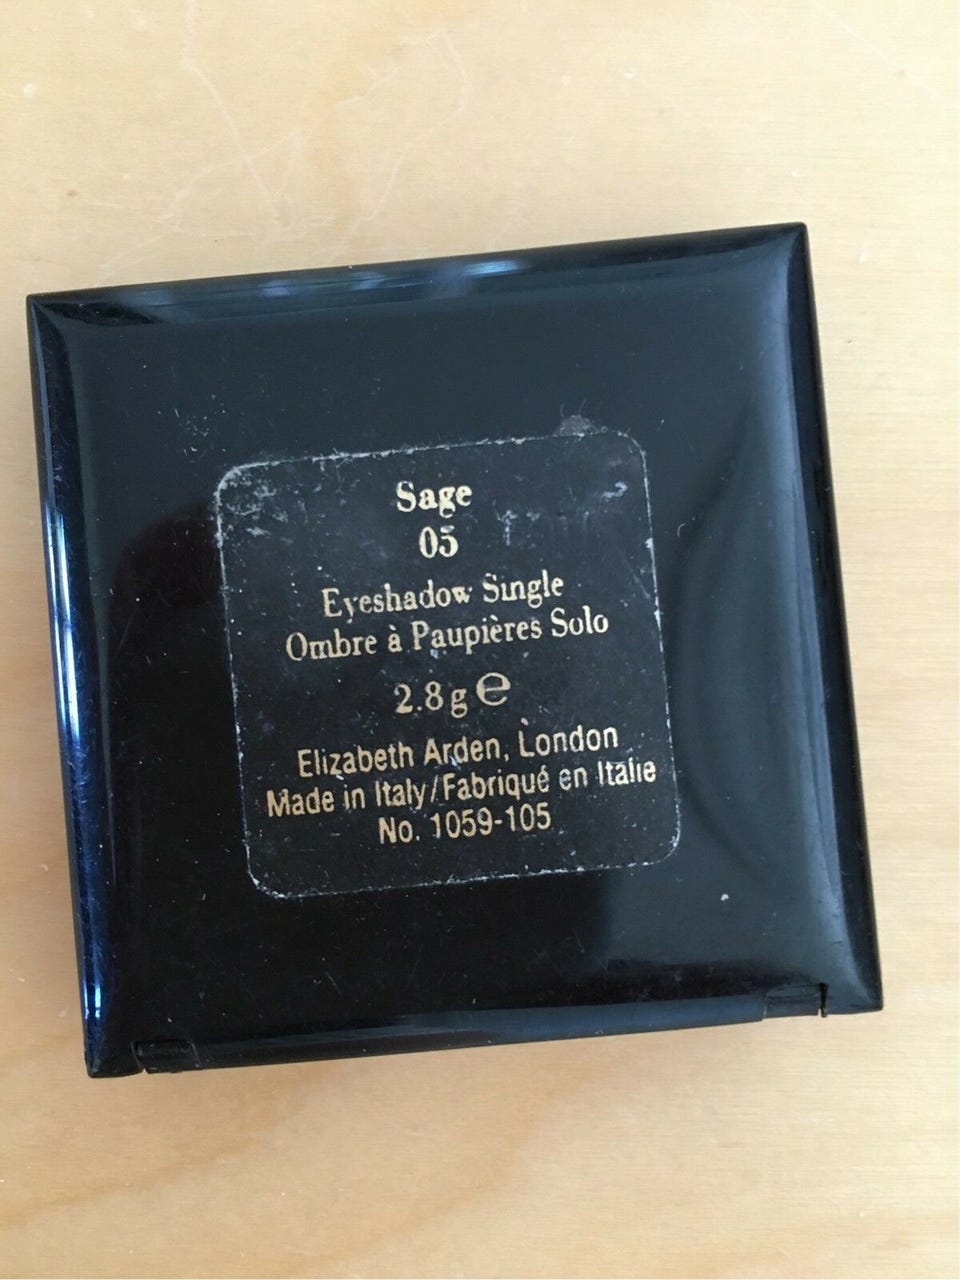 Sage
05
Eyeshadow Single
Ombre à Paupières Solo
2.8g ℮
Elizabeth Arden, London
Made in Italy/Fabriqué en Italie
No. 1059-105